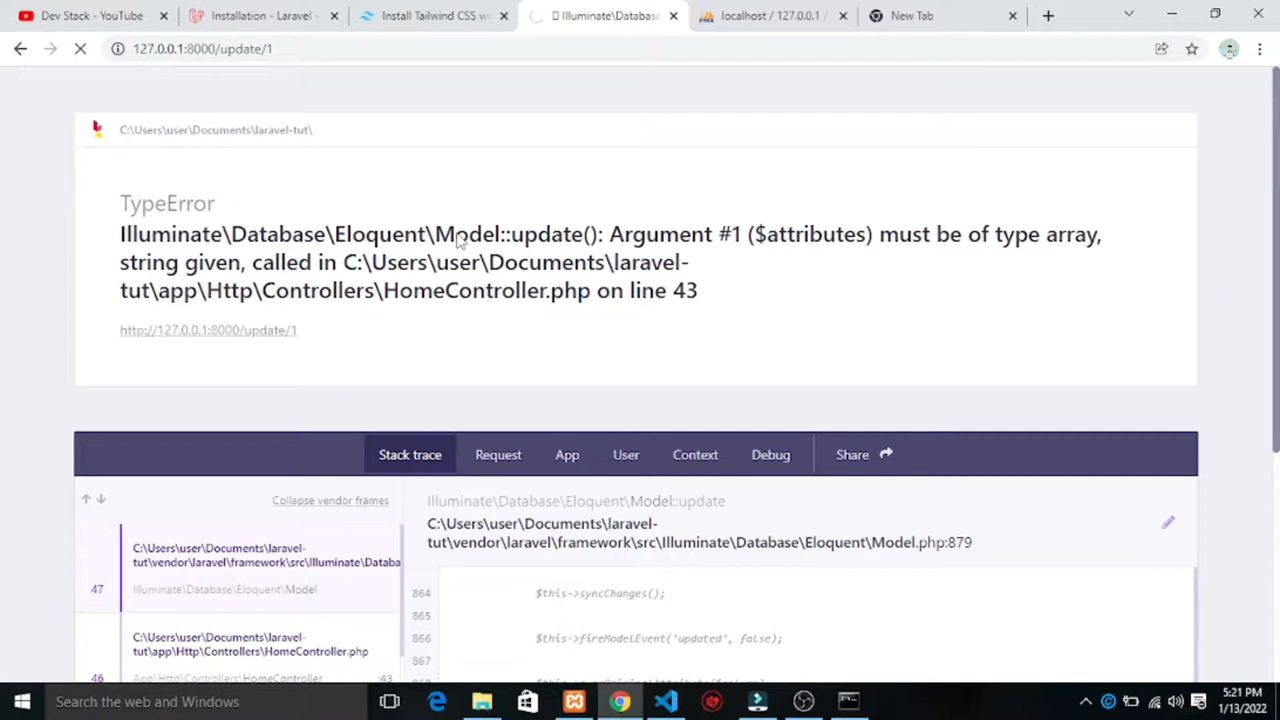 Dev Stack - YouTube
Installation - Laravel -
Install Tailwind CSS w
Illuminate\Database
localhost / 127.0.0.1 /
New Tab
127.0.0.1:8000/update/1
C:\Users\user\Documents\laravel-tut\
TypeError
Illuminate\Database\Eloquent\Model::update(): Argument #1 ($attributes) must be of type array,
string given, called in C:\Users\user\Documents\laravel-
tut\app\Http\Controllers\HomeController.php on line 43
http://127.0.0.1:8000/update/1
Stack trace
Request
App
User
Context
Debug
Share
Collapse vendor frames
Illuminate\Database\Eloquent\Model::update
C:\Users\user\Documents\laravel-
tut\vendor\laravel\framework\src\Illuminate\Database\Eloquent\Model.php:879
C:\Users\user\Documents\laravel-
tut\vendor\laravel\framework\src\Illuminate\Databa
47 Illuminate\Database\Eloquent\Model
864 $this->syncChanges();
865
866 $this->fireModelEvent('updated', false);
867
C:\Users\user\Documents\laravel-
tut\app\Http\Controllers\HomeController.php
46 App\Http\Controllers\HomeController :43
Search the web and Windows
5:21 PM
1/13/2022